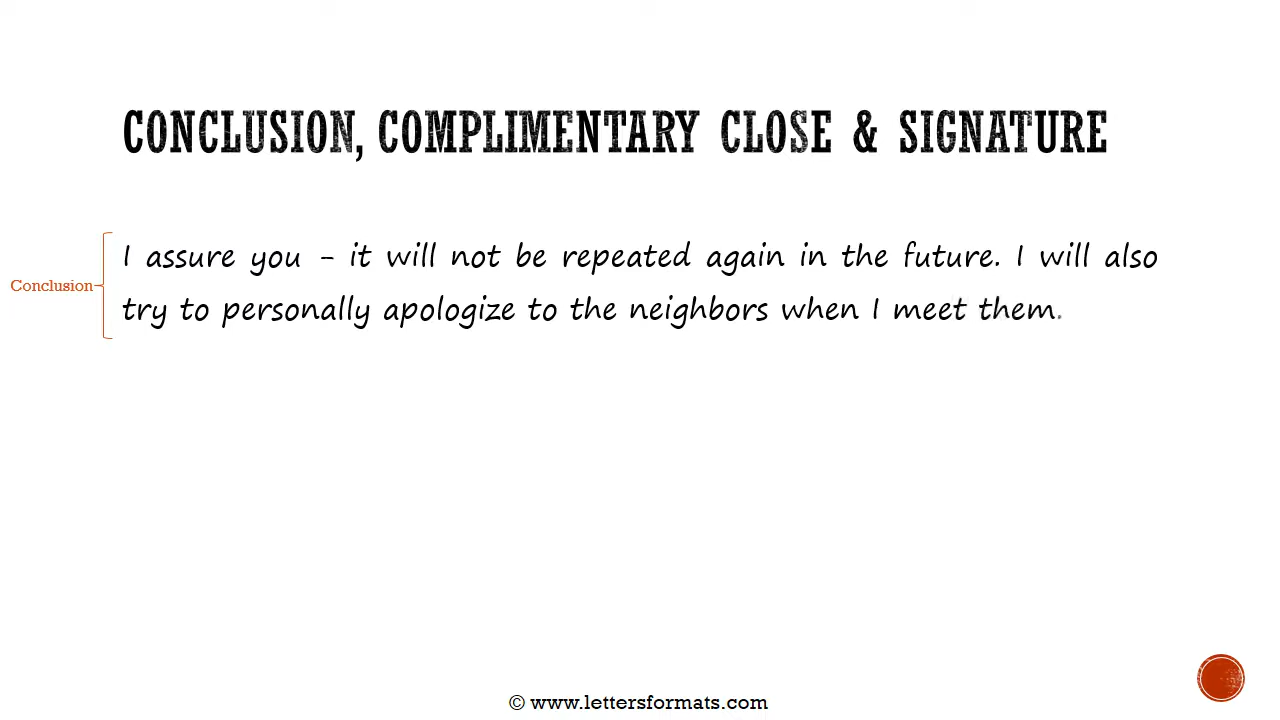 CONCLUSION, COMPLIMENTARY CLOSE & SIGNATURE
I assure you - it will not be repeated again in the future. I will also
Conclusion
try to personally apologize to the neighbors when I meet them.
© www.lettersformats.com